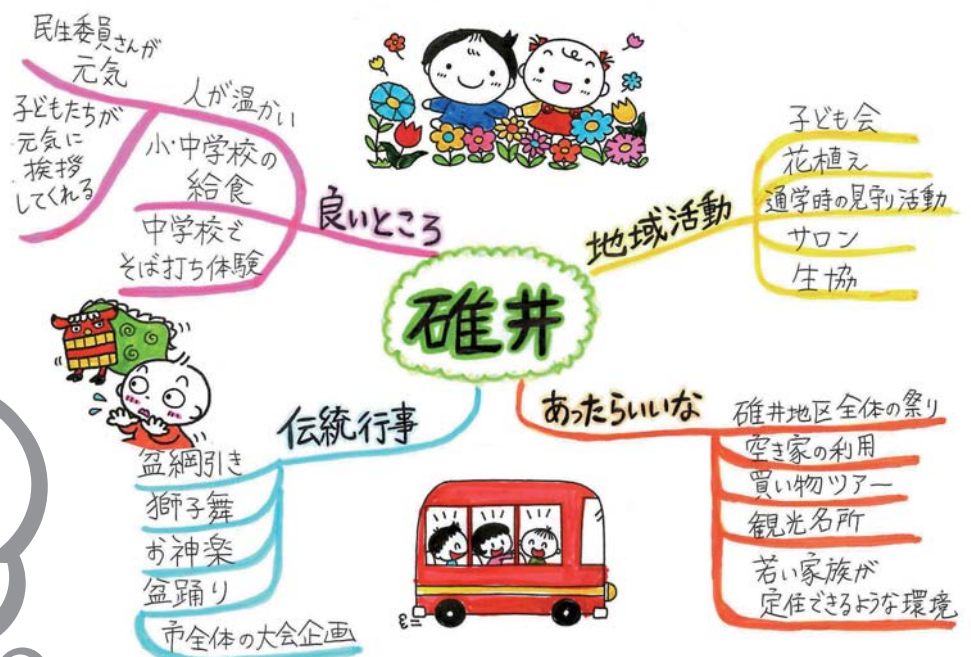 碓井
良いところ
人が温かい
民生委員さんが
元気
子どもたちが
元気に
挨拶
してくれる
小・中学校の
給食
中学校で
そば打ち体験
地域活動
子ども会
花植え
通学時の見守り活動
サロン
生協
伝統行事
盆綱引き
獅子舞
お神楽
盆踊り
市全体の大会企画
あったらいいな
碓井地区全体の祭り
空き家の利用
買い物ツアー
観光名所
若い家族が
定住できるような環境